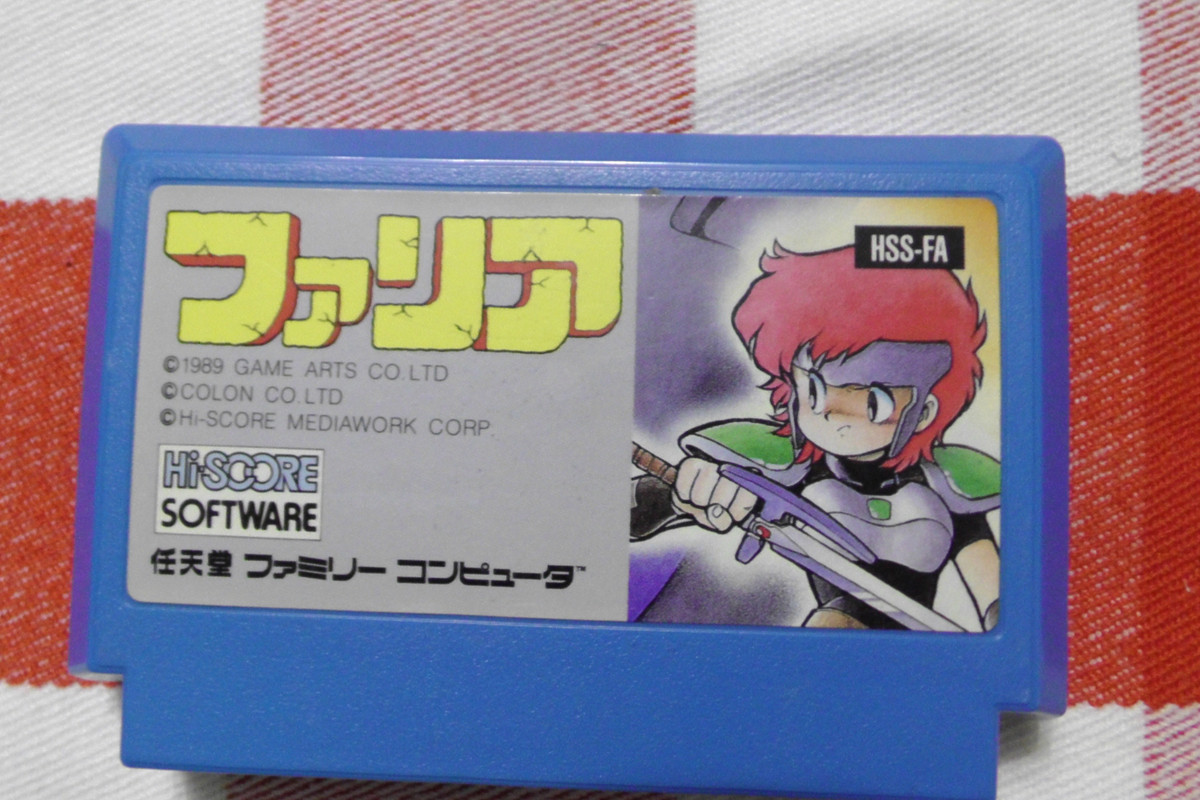 ファリア
HSS-FA
©1989 GAME ARTS CO.LTD
©COLON CO.LTD
©Hi-SCORE MEDIAWORK CORP.
Hi-SCORE
SOFTWARE
任天堂 ファミリーコンピュータ™